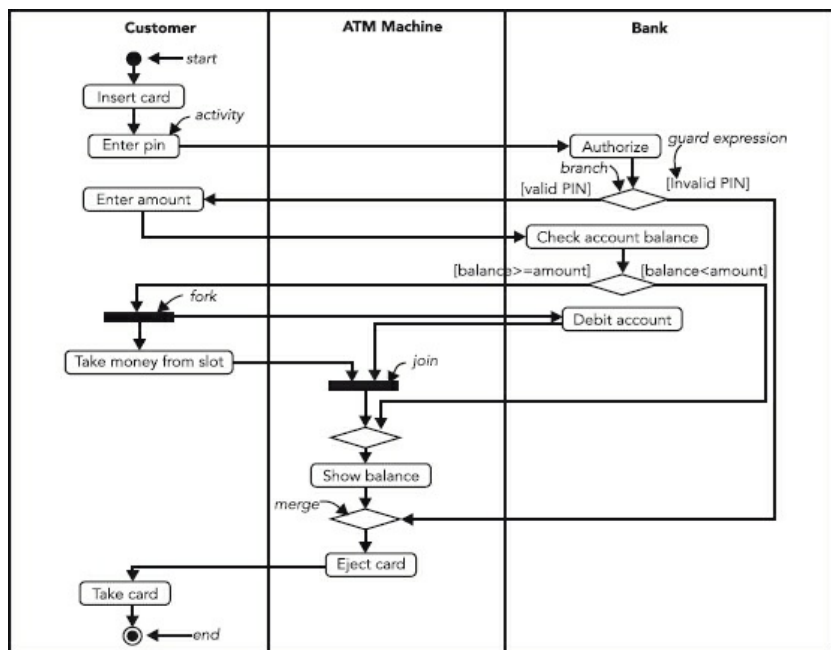 Customer
ATM Machine
Bank
start
Insert card
activity
Enter pin
Authorize
guard expression
branch
[valid PIN]
[Invalid PIN]
Enter amount
Check account balance
[balance>=amount]
[balance<amount]
fork
Debit account
Take money from slot
join
Show balance
merge
Eject card
Take card
end